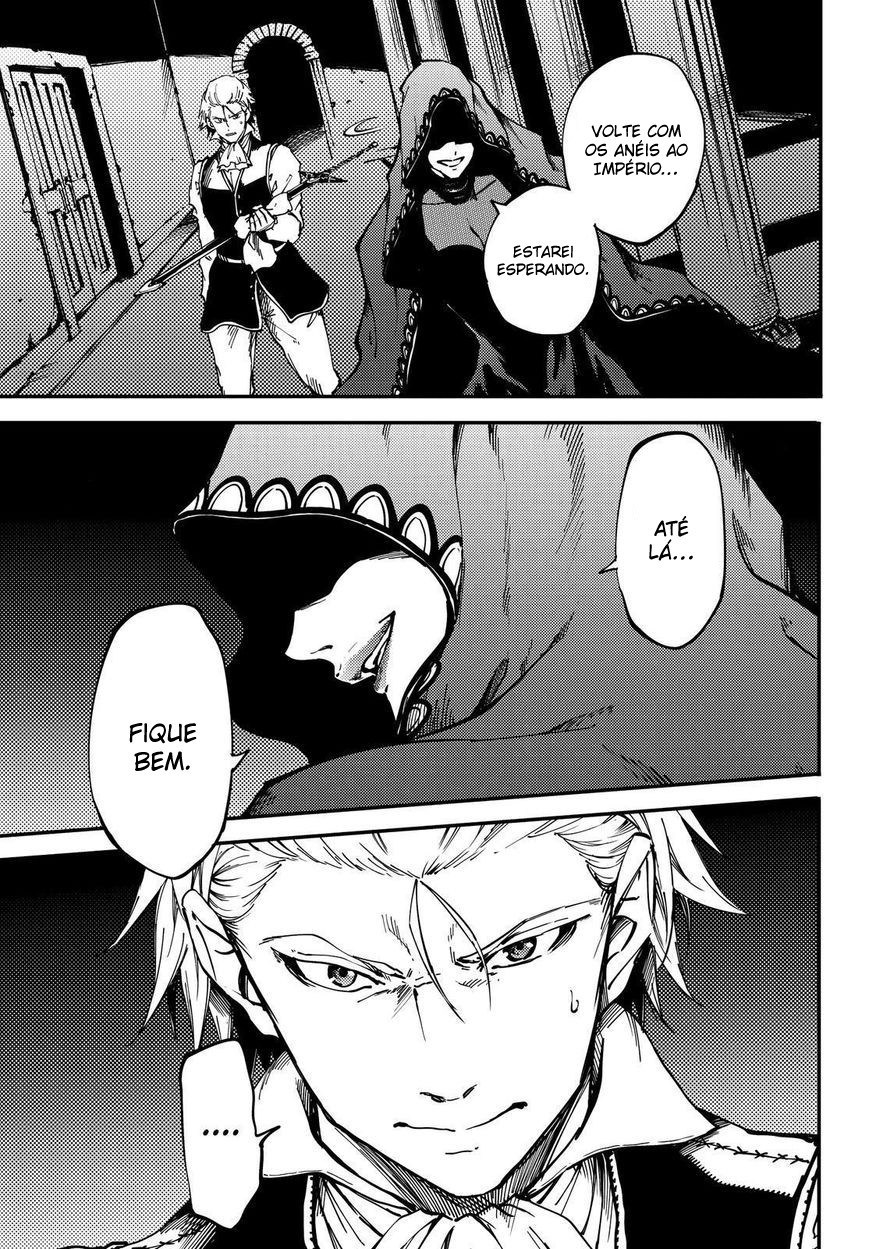 VOLTE COM
OS ANÉIS AO
IMPÉRIO...
ESTAREI
ESPERANDO.
ATÉ
LÁ...
FIQUE
BEM.
....